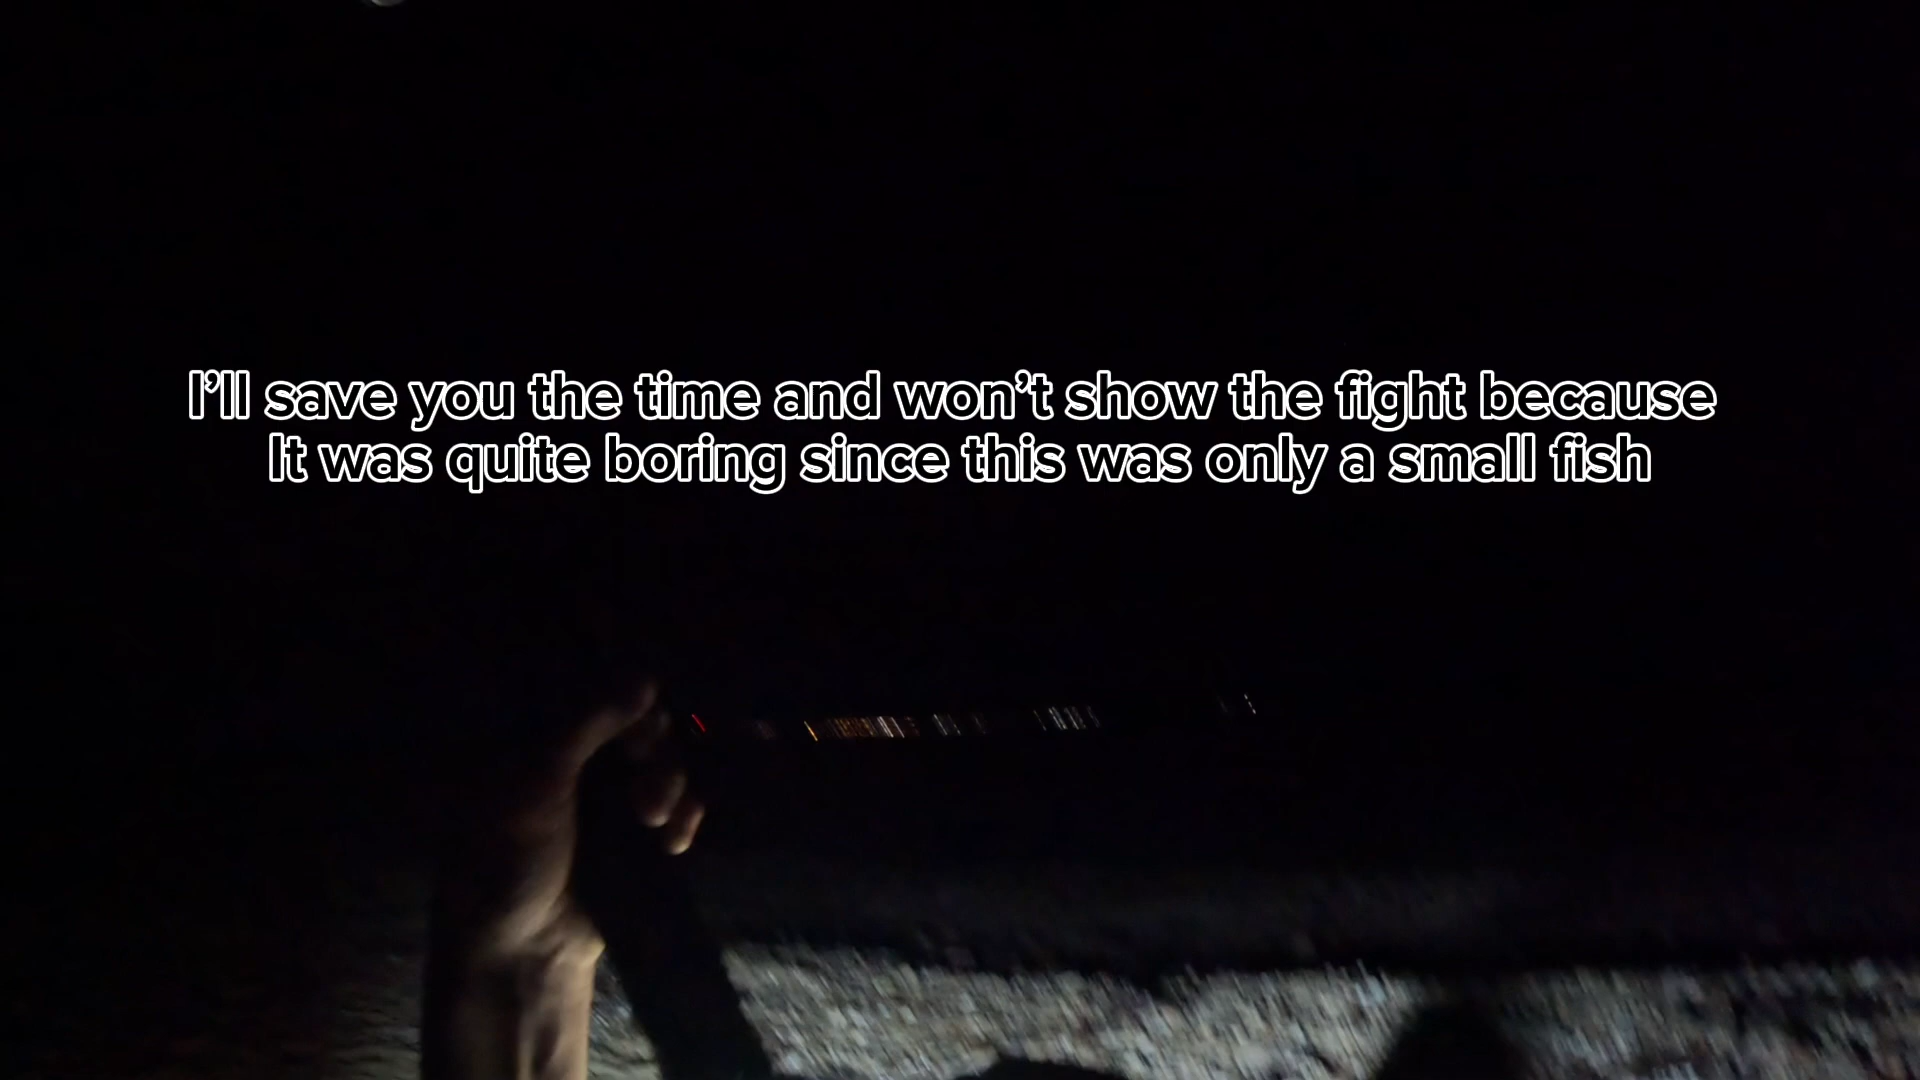 I’ll save you the time and won’t show the fight because
It was quite boring since this was only a small fish